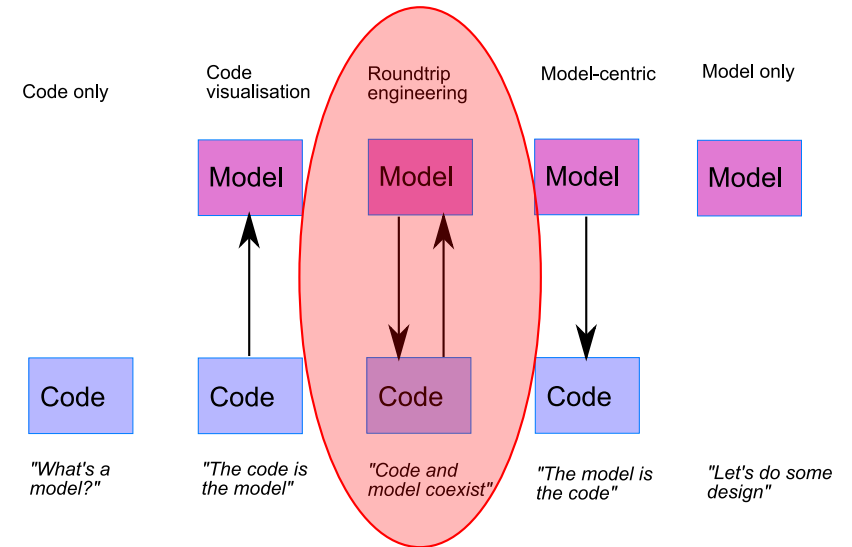 Code only
Code
visualisation
Roundtrip
engineering
Model-centric
Model only
Model
Model
Model
Model
Code
Code
Code
Code
"What's a
model?"
"The code is
the model"
"Code and
model coexist"
"The model is
the code"
"Let's do some
design"